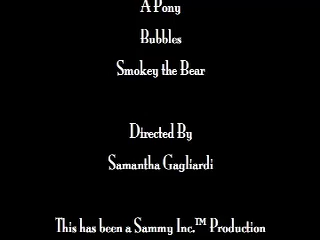 A Pony
Bubbles
Smokey the Bear
Directed By
Samantha Gagliardi
This has been a Sammy Inc.™ Production